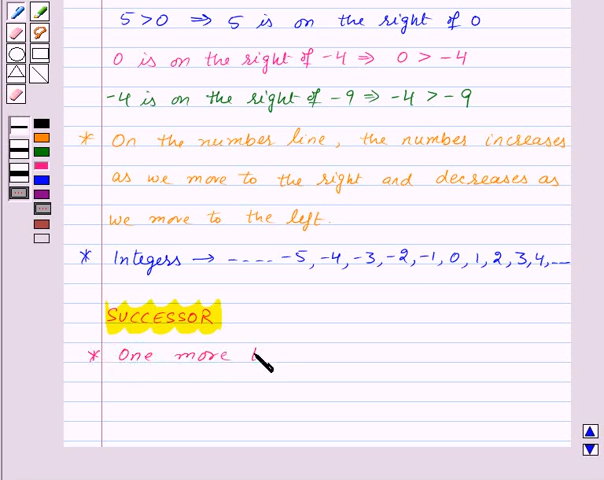 5 > 0 ⇒ 5 is on the right of 0
0 is on the right of -4 ⇒ 0 > -4
-4 is on the right of -9 ⇒ -4 > -9
* On the number line, the number increases
as we move to the right and decreases as
we move to the left.
* Integers → ---- -5, -4, -3, -2, -1, 0, 1, 2, 3, 4, ---
SUCCESSOR
* One more